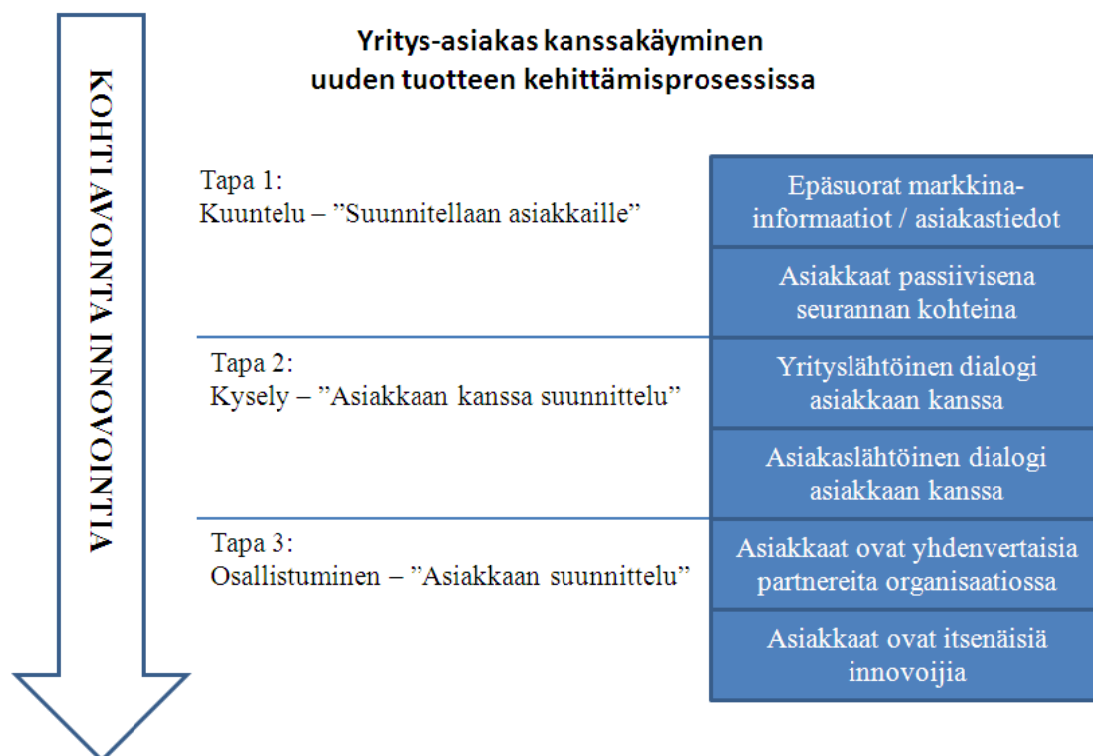 Yritys-asiakas kanssakäyminen
uuden tuotteen kehittämisprosessissa
KOHTI AVOINTA INNOVOINTIA
Tapa 1:
Kuuntelu – ”Suunnitellaan asiakkaille”
Epäsuorat markkina-
informaatiot / asiakastiedot
Asiakkaat passiivisena
seurannan kohteina
Tapa 2:
Kysely – ”Asiakkaan kanssa suunnittelu”
Yrityslähtöinen dialogi
asiakkaan kanssa
Asiakaslähtöinen dialogi
asiakkaan kanssa
Tapa 3:
Osallistuminen – ”Asiakkaan suunnittelu”
Asiakkaat ovat yhdenvertaisia
partnereita organisaatiossa
Asiakkaat ovat itsenäisiä
innovoijia